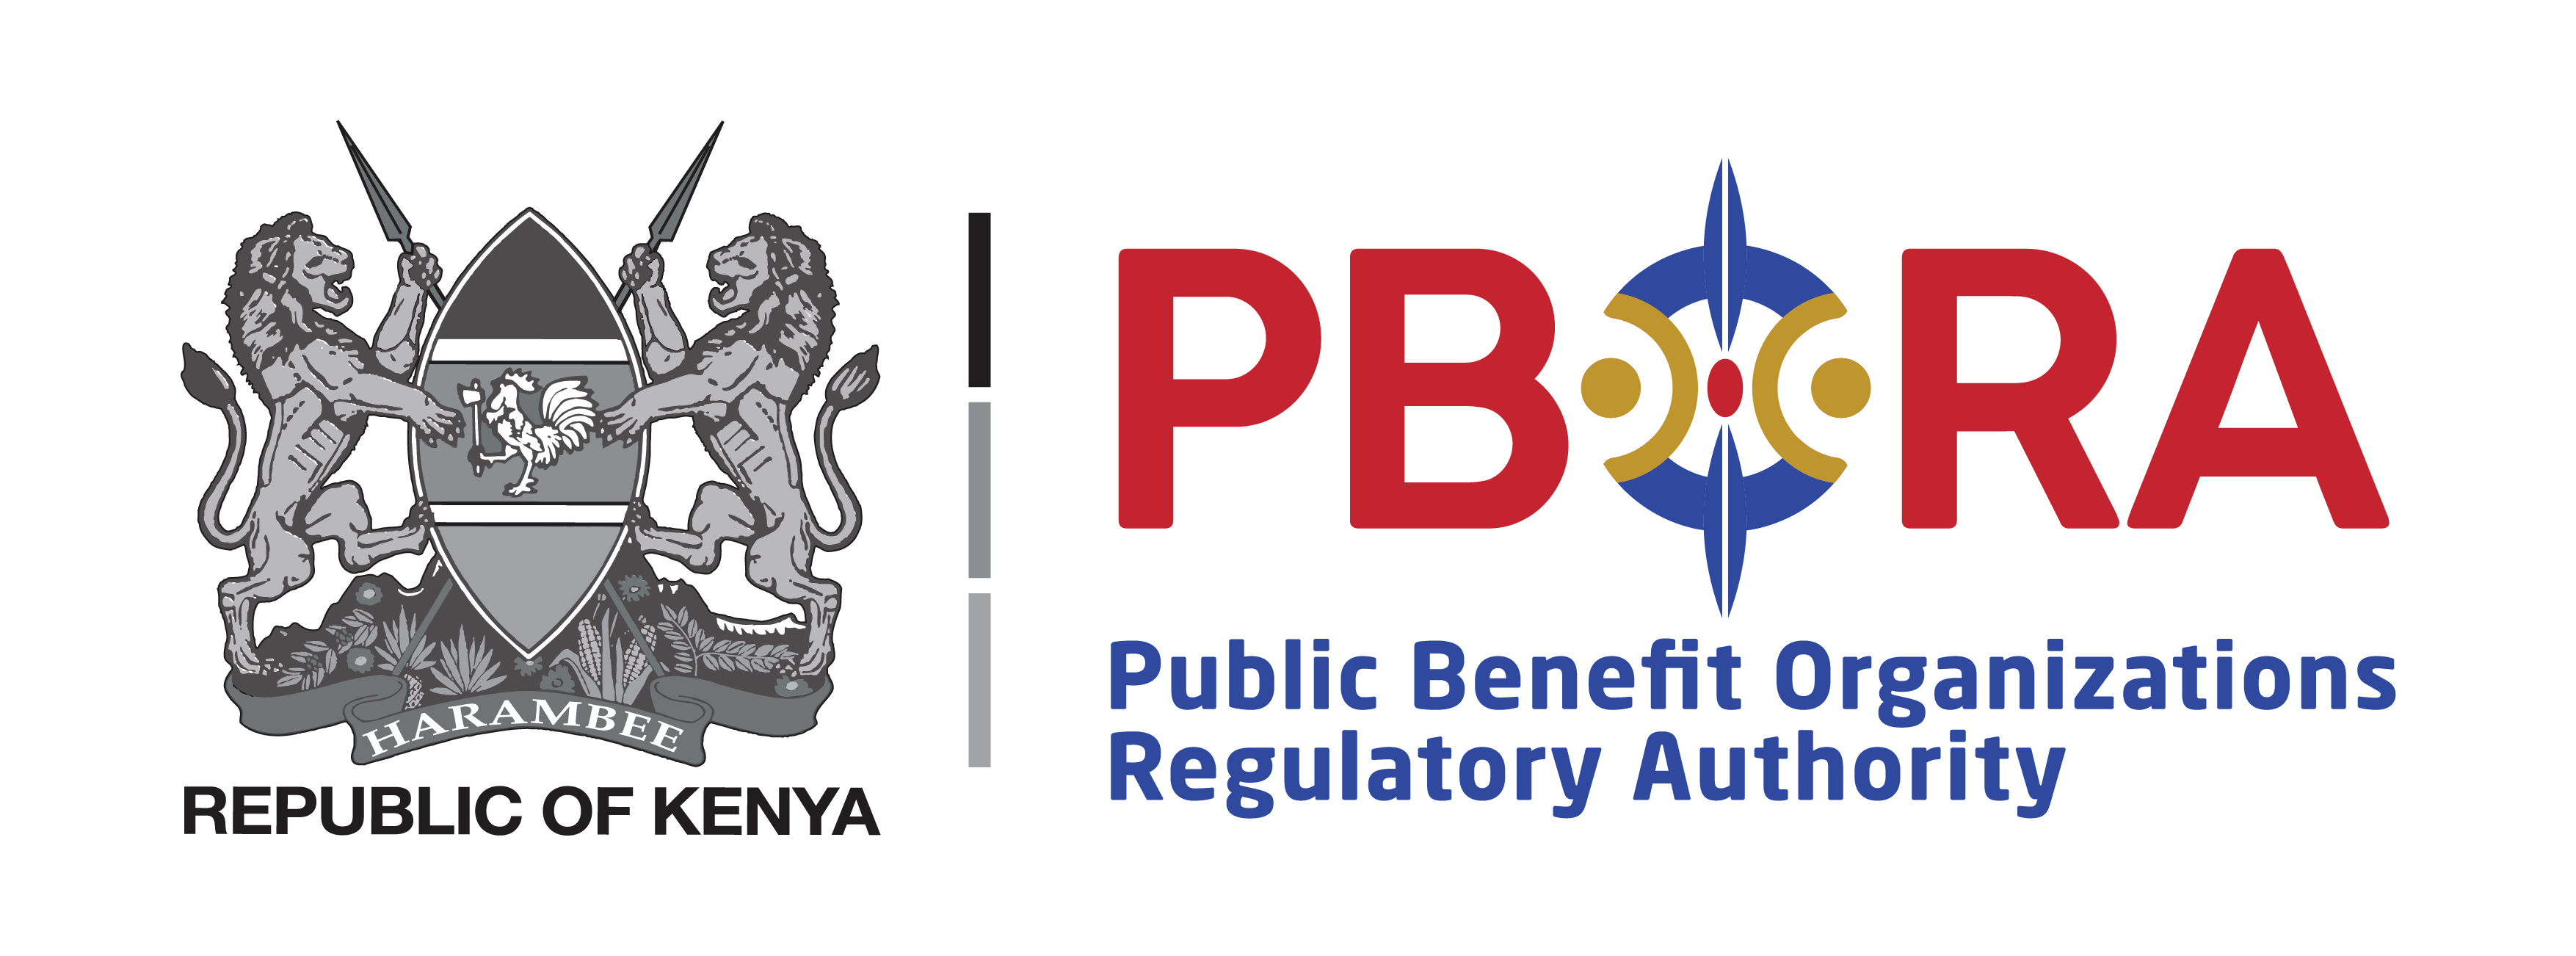 HARAMBEE
REPUBLIC OF KENYA
PBORA
Public Benefit Organizations
Regulatory Authority